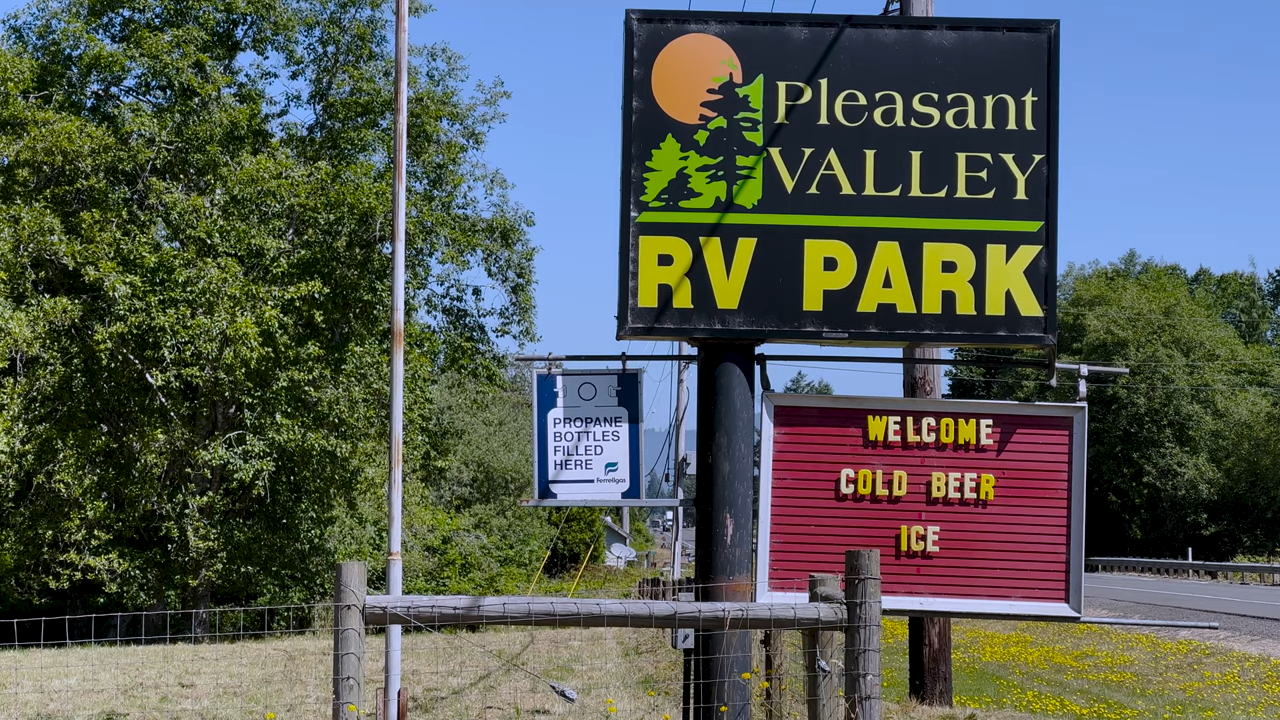 Pleasant
VALLEY
RV PARK
PROPANE
BOTTLES
FILLED
HERE
Ferrellgas
WELCOME
COLD BEER
ICE